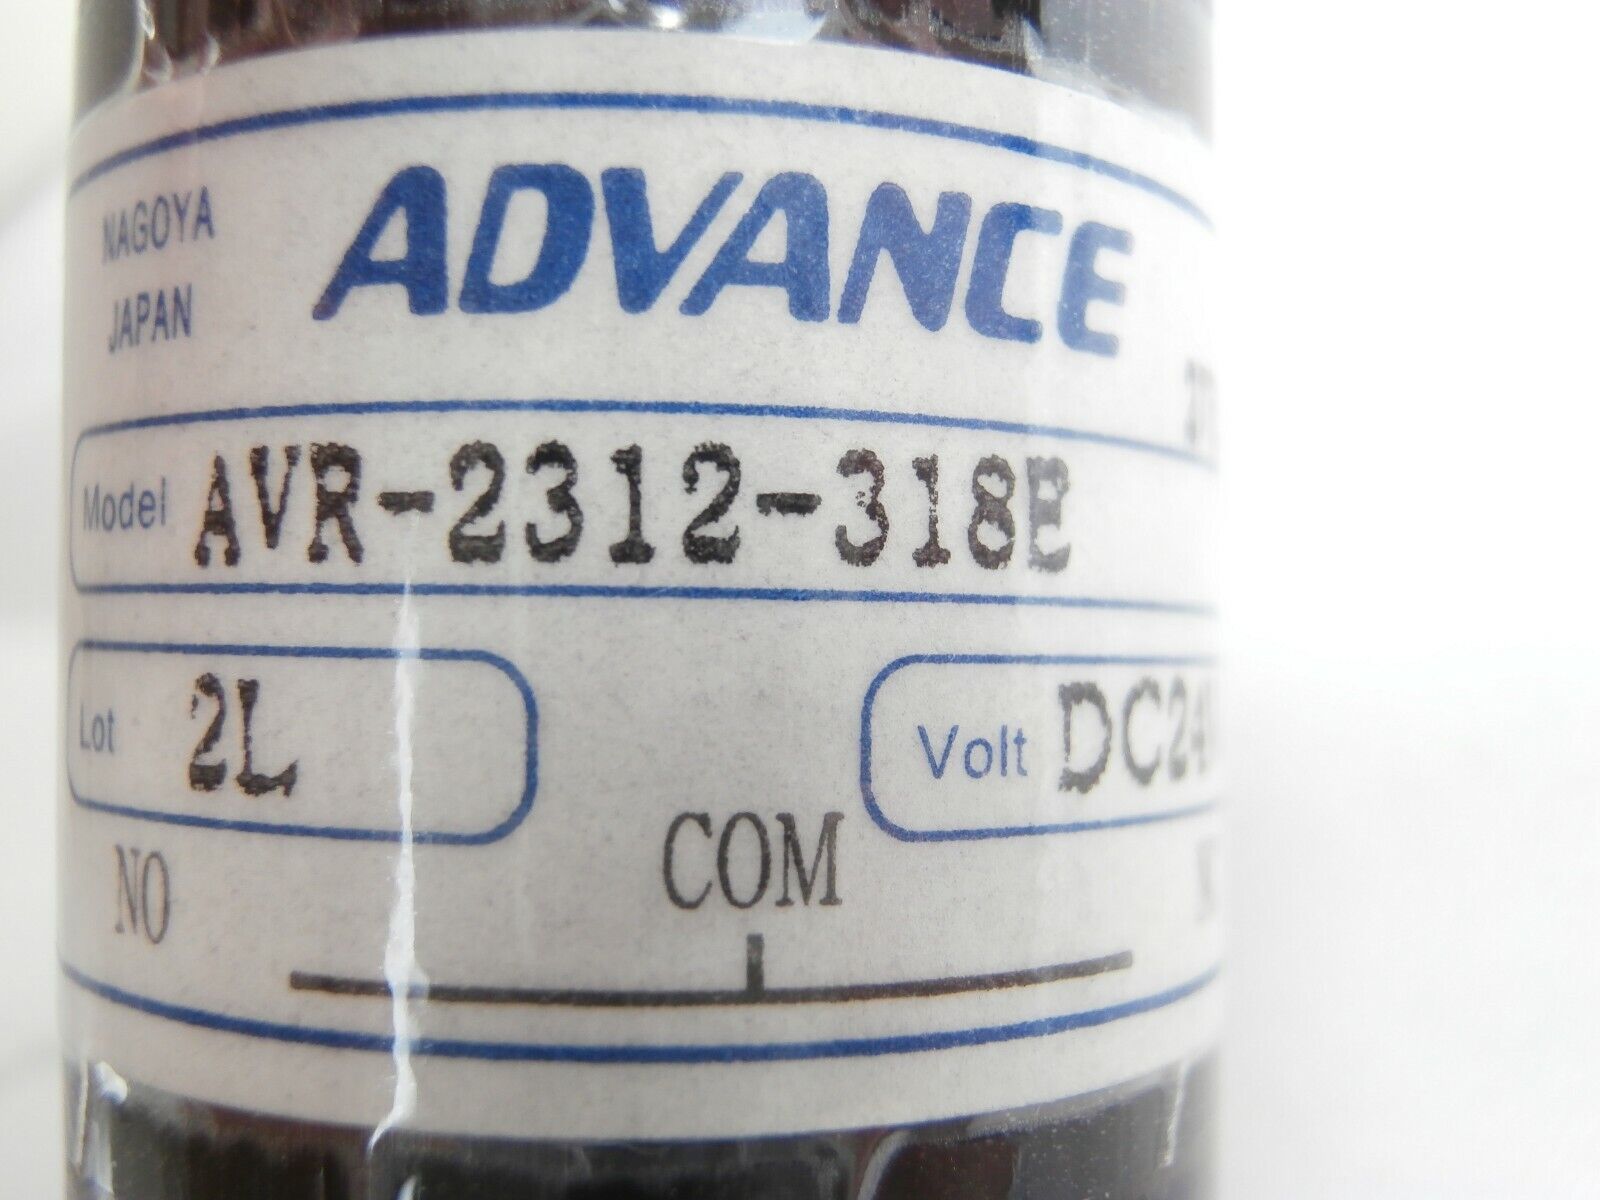 NAGOYA
JAPAN
ADVANCE
Model AVR-2312-318E
Lot 2L
Volt DC24
NO COM